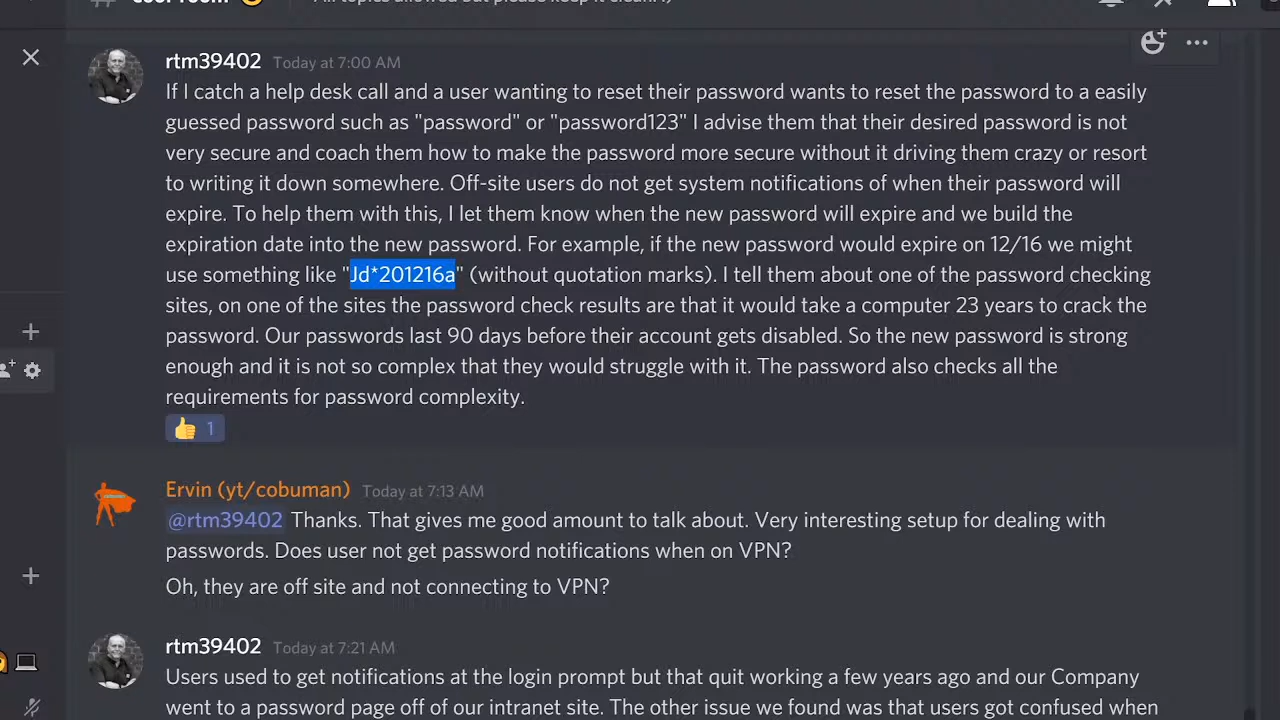 rtm39402 Today at 7:00 AM
If I catch a help desk call and a user wanting to reset their password wants to reset the password to a easily
guessed password such as "password" or "password123" I advise them that their desired password is not
very secure and coach them how to make the password more secure without it driving them crazy or resort
to writing it down somewhere. Off-site users do not get system notifications of when their password will
expire. To help them with this, I let them know when the new password will expire and we build the
expiration date into the new password. For example, if the new password would expire on 12/16 we might
use something like "Jd*201216a" (without quotation marks). I tell them about one of the password checking
sites, on one of the sites the password check results are that it would take a computer 23 years to crack the
password. Our passwords last 90 days before their account gets disabled. So the new password is strong
enough and it is not so complex that they would struggle with it. The password also checks all the
requirements for password complexity.
1
Ervin (yt/cobuman) Today at 7:13 AM
@rtm39402 Thanks. That gives me good amount to talk about. Very interesting setup for dealing with
passwords. Does user not get password notifications when on VPN?
Oh, they are off site and not connecting to VPN?
rtm39402 Today at 7:21 AM
Users used to get notifications at the login prompt but that quit working a few years ago and our Company
went to a password page off of our intranet site. The other issue we found was that users got confused when